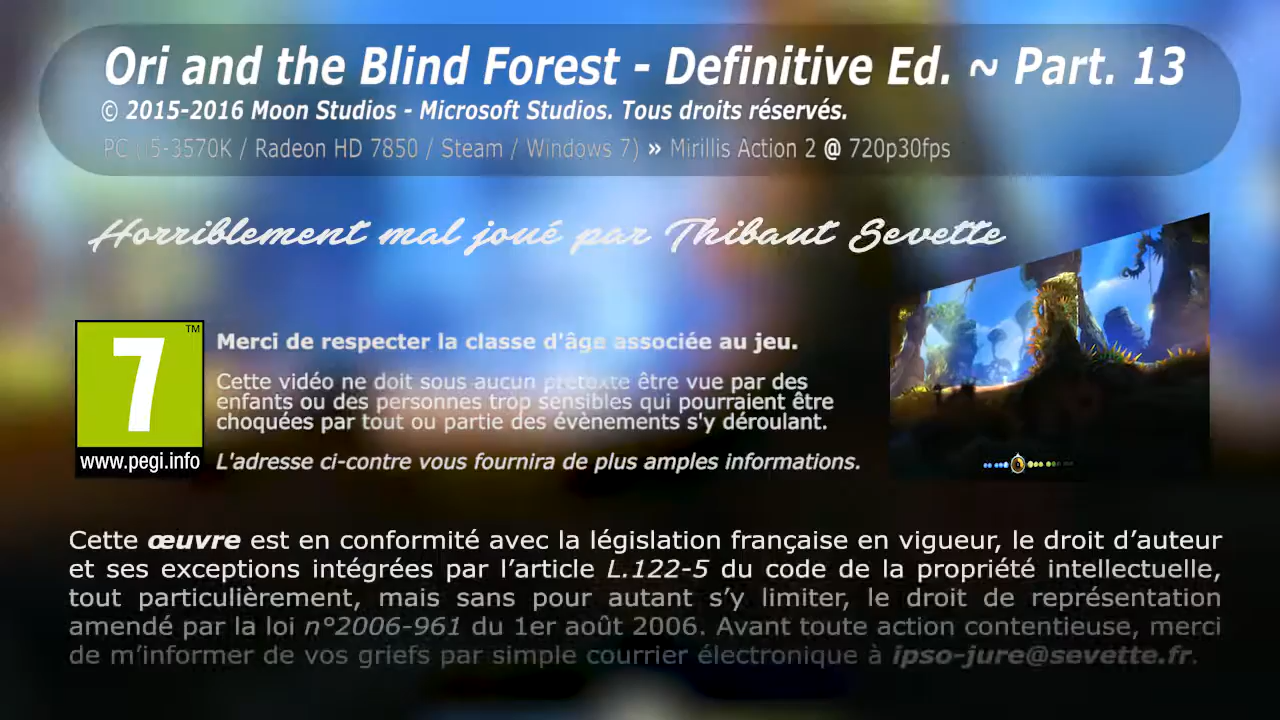 Ori and the Blind Forest - Definitive Ed. ~ Part. 13
© 2015-2016 Moon Studios - Microsoft Studios. Tous droits réservés.
PC (i5-3570K / Radeon HD 7850 / Steam / Windows 7) » Mirillis Action 2 @ 720p30fps
Horriblement mal joué par Thibaut Sevette
7 TM
www.pegi.info
Merci de respecter la classe d'âge associée au jeu.
Cette vidéo ne doit sous aucun prétexte être vue par des
enfants ou des personnes trop sensibles qui pourraient être
choquées par tout ou partie des évènements s'y déroulant.
L'adresse ci-contre vous fournira de plus amples informations.
Cette œuvre est en conformité avec la législation française en vigueur, le droit d’auteur
et ses exceptions intégrées par l’article L.122-5 du code de la propriété intellectuelle,
tout particulièrement, mais sans pour autant s’y limiter, le droit de représentation
amendé par la loi n°2006-961 du 1er août 2006. Avant toute action contentieuse, merci
de m’informer de vos griefs par simple courrier électronique à ipso-jure@sevette.fr.